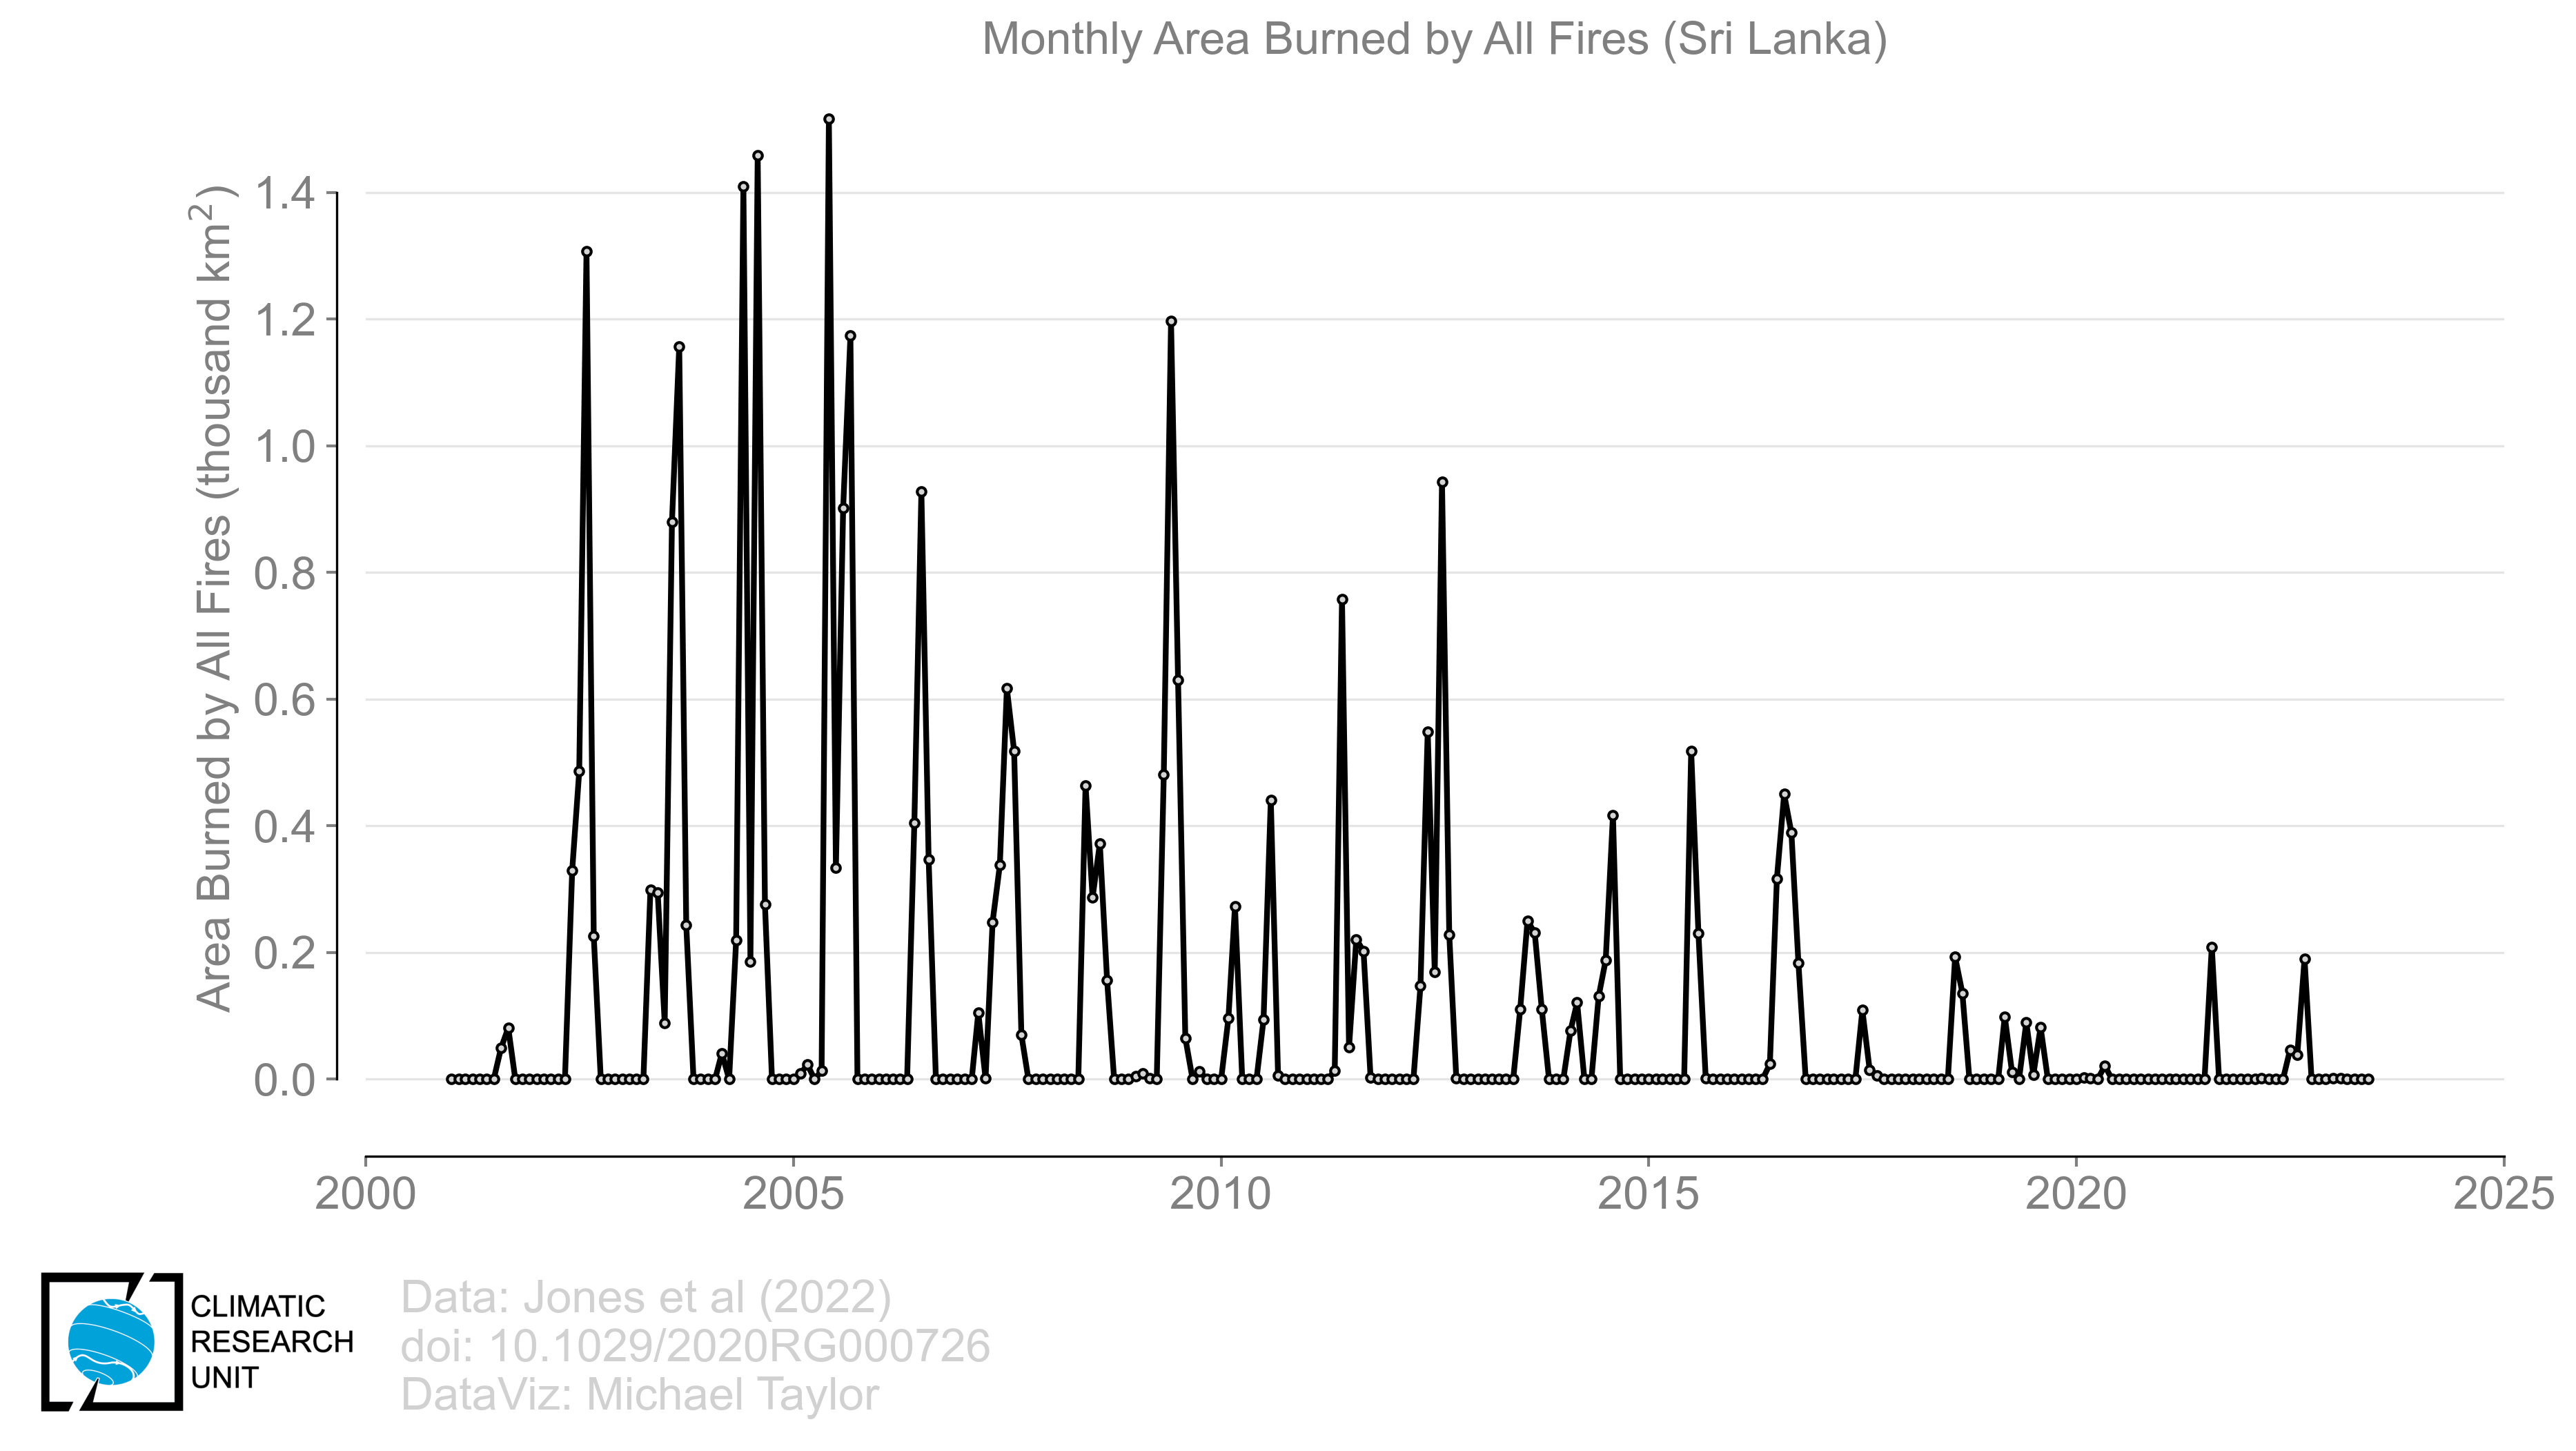 Monthly Area Burned by All Fires (Sri Lanka)
Area Burned by All Fires (thousand km²)
1.4
1.2
1.0
0.8
0.6
0.4
0.2
0.0
2000
2005
2010
2015
2020
2025
CLIMATIC
RESEARCH
UNIT
Data: Jones et al (2022)
doi: 10.1029/2020RG000726
DataViz: Michael Taylor